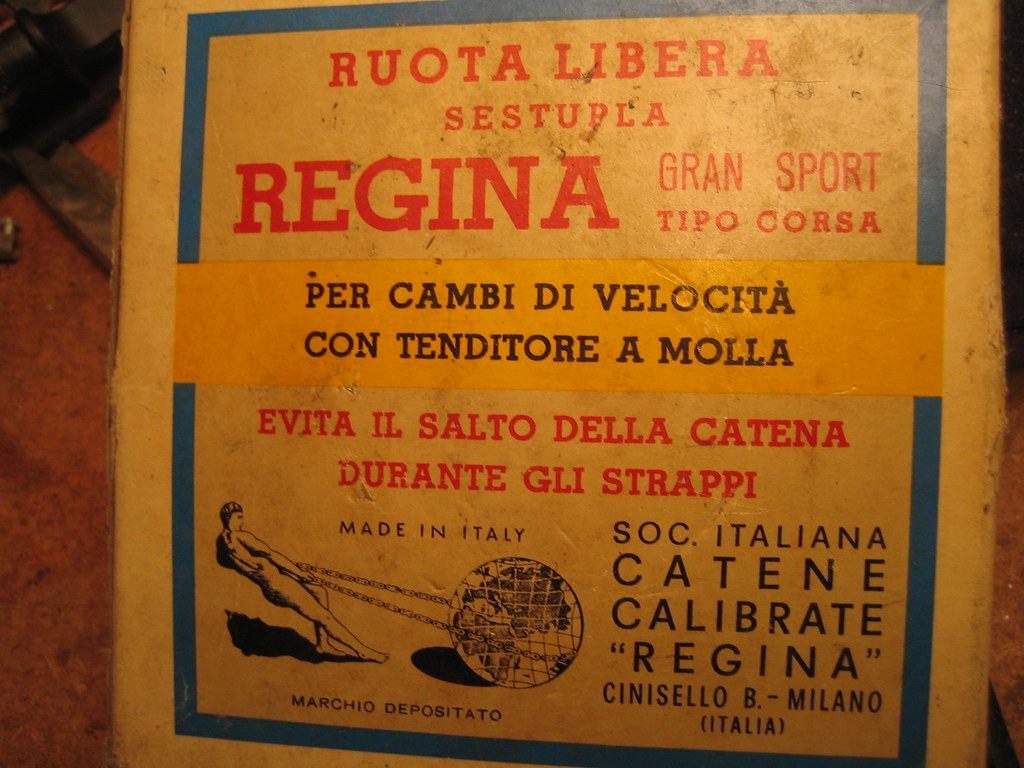 RUOTA LIBERA
SESTUPLA
REGINA GRAN SPORT
TIPO CORSA
PER CAMBI DI VELOCITÀ
CON TENDITORE A MOLLA
EVITA IL SALTO DELLA CATENA
DURANTE GLI STRAPPI
MADE IN ITALY
MARCHIO DEPOSITATO
SOC. ITALIANA
CATENE
CALIBRATE
“REGINA”
CINISELLO B. - MILANO
(ITALIA)